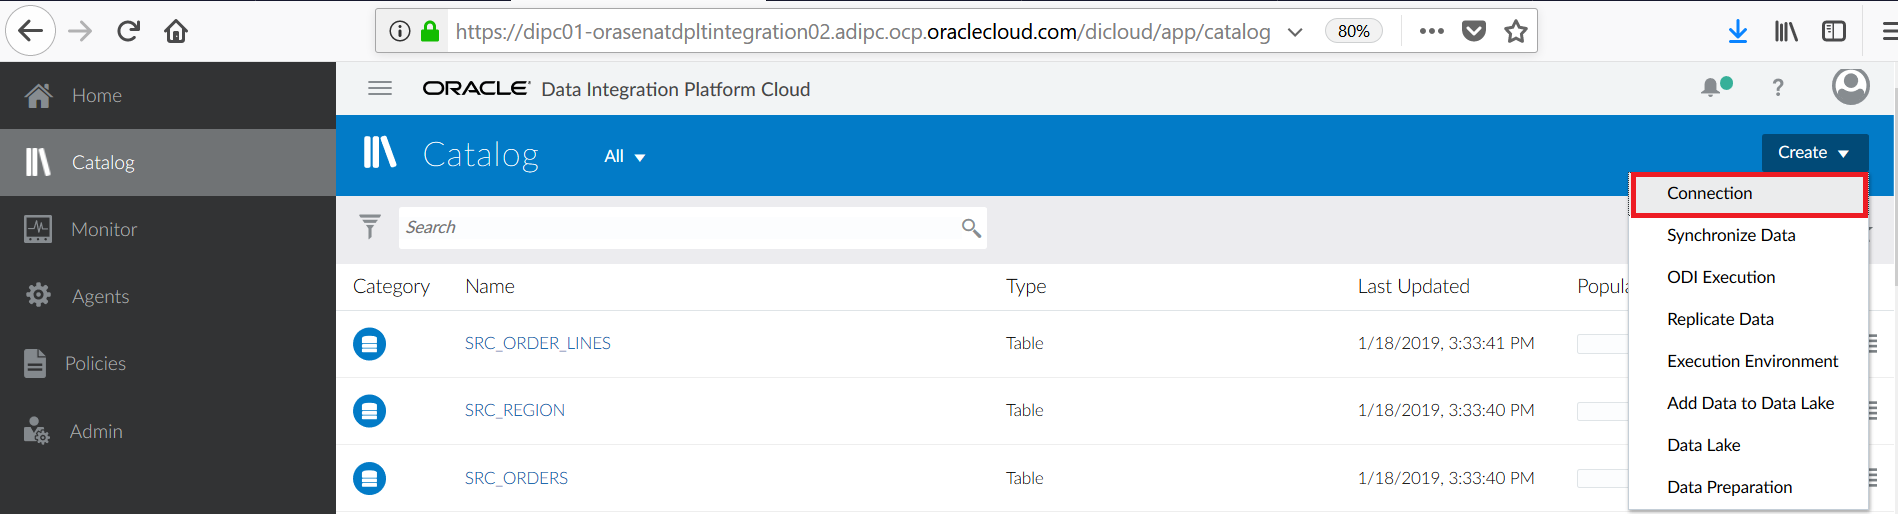 https://dipc01-orasenatdpltintegration02.adipc.ocp.oraclecloud.com/dicloud/app/catalog 80%
Home
ORACLE Data Integration Platform Cloud ?
Catalog
Catalog All Create
Connection
Monitor
Search
Synchronize Data
ODI Execution
Category Name Type Last Updated Popula
Agents
Replicate Data
SRC_ORDER_LINES Table 1/18/2019, 3:33:41 PM
Policies
Execution Environment
SRC_REGION Table 1/18/2019, 3:33:40 PM
Add Data to Data Lake
Admin
Data Lake
SRC_ORDERS Table 1/18/2019, 3:33:40 PM
Data Preparation